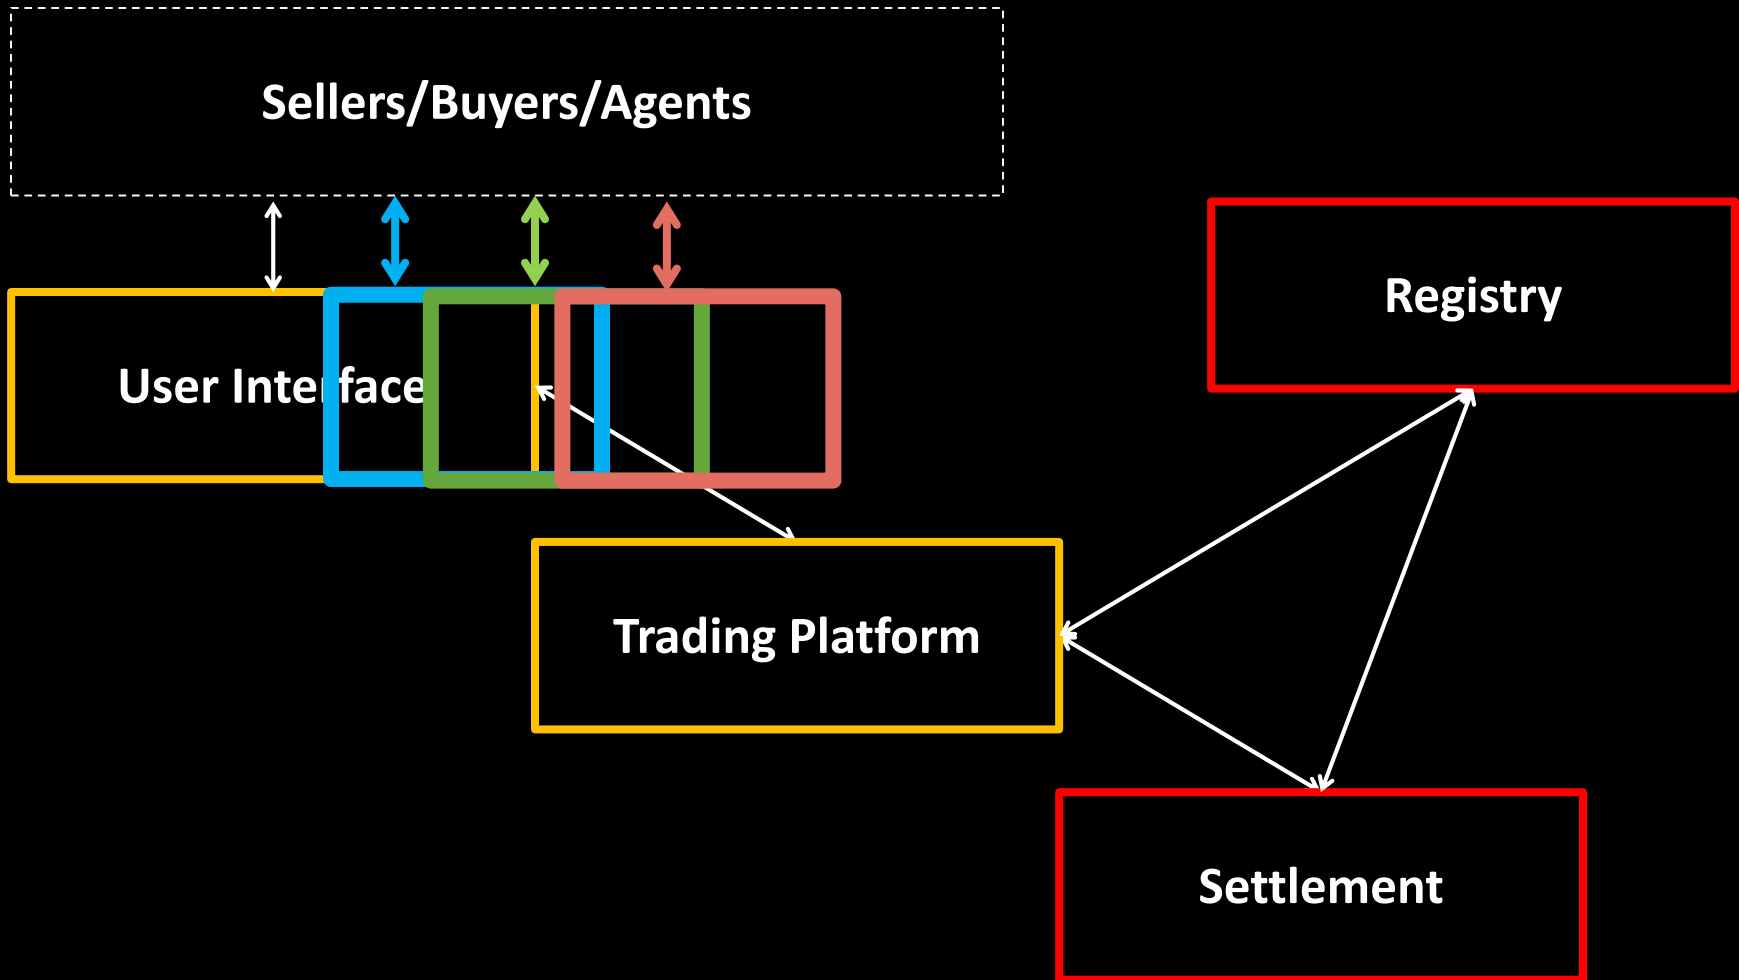 Sellers/Buyers/Agents
Registry
User Interface
Trading Platform
Settlement